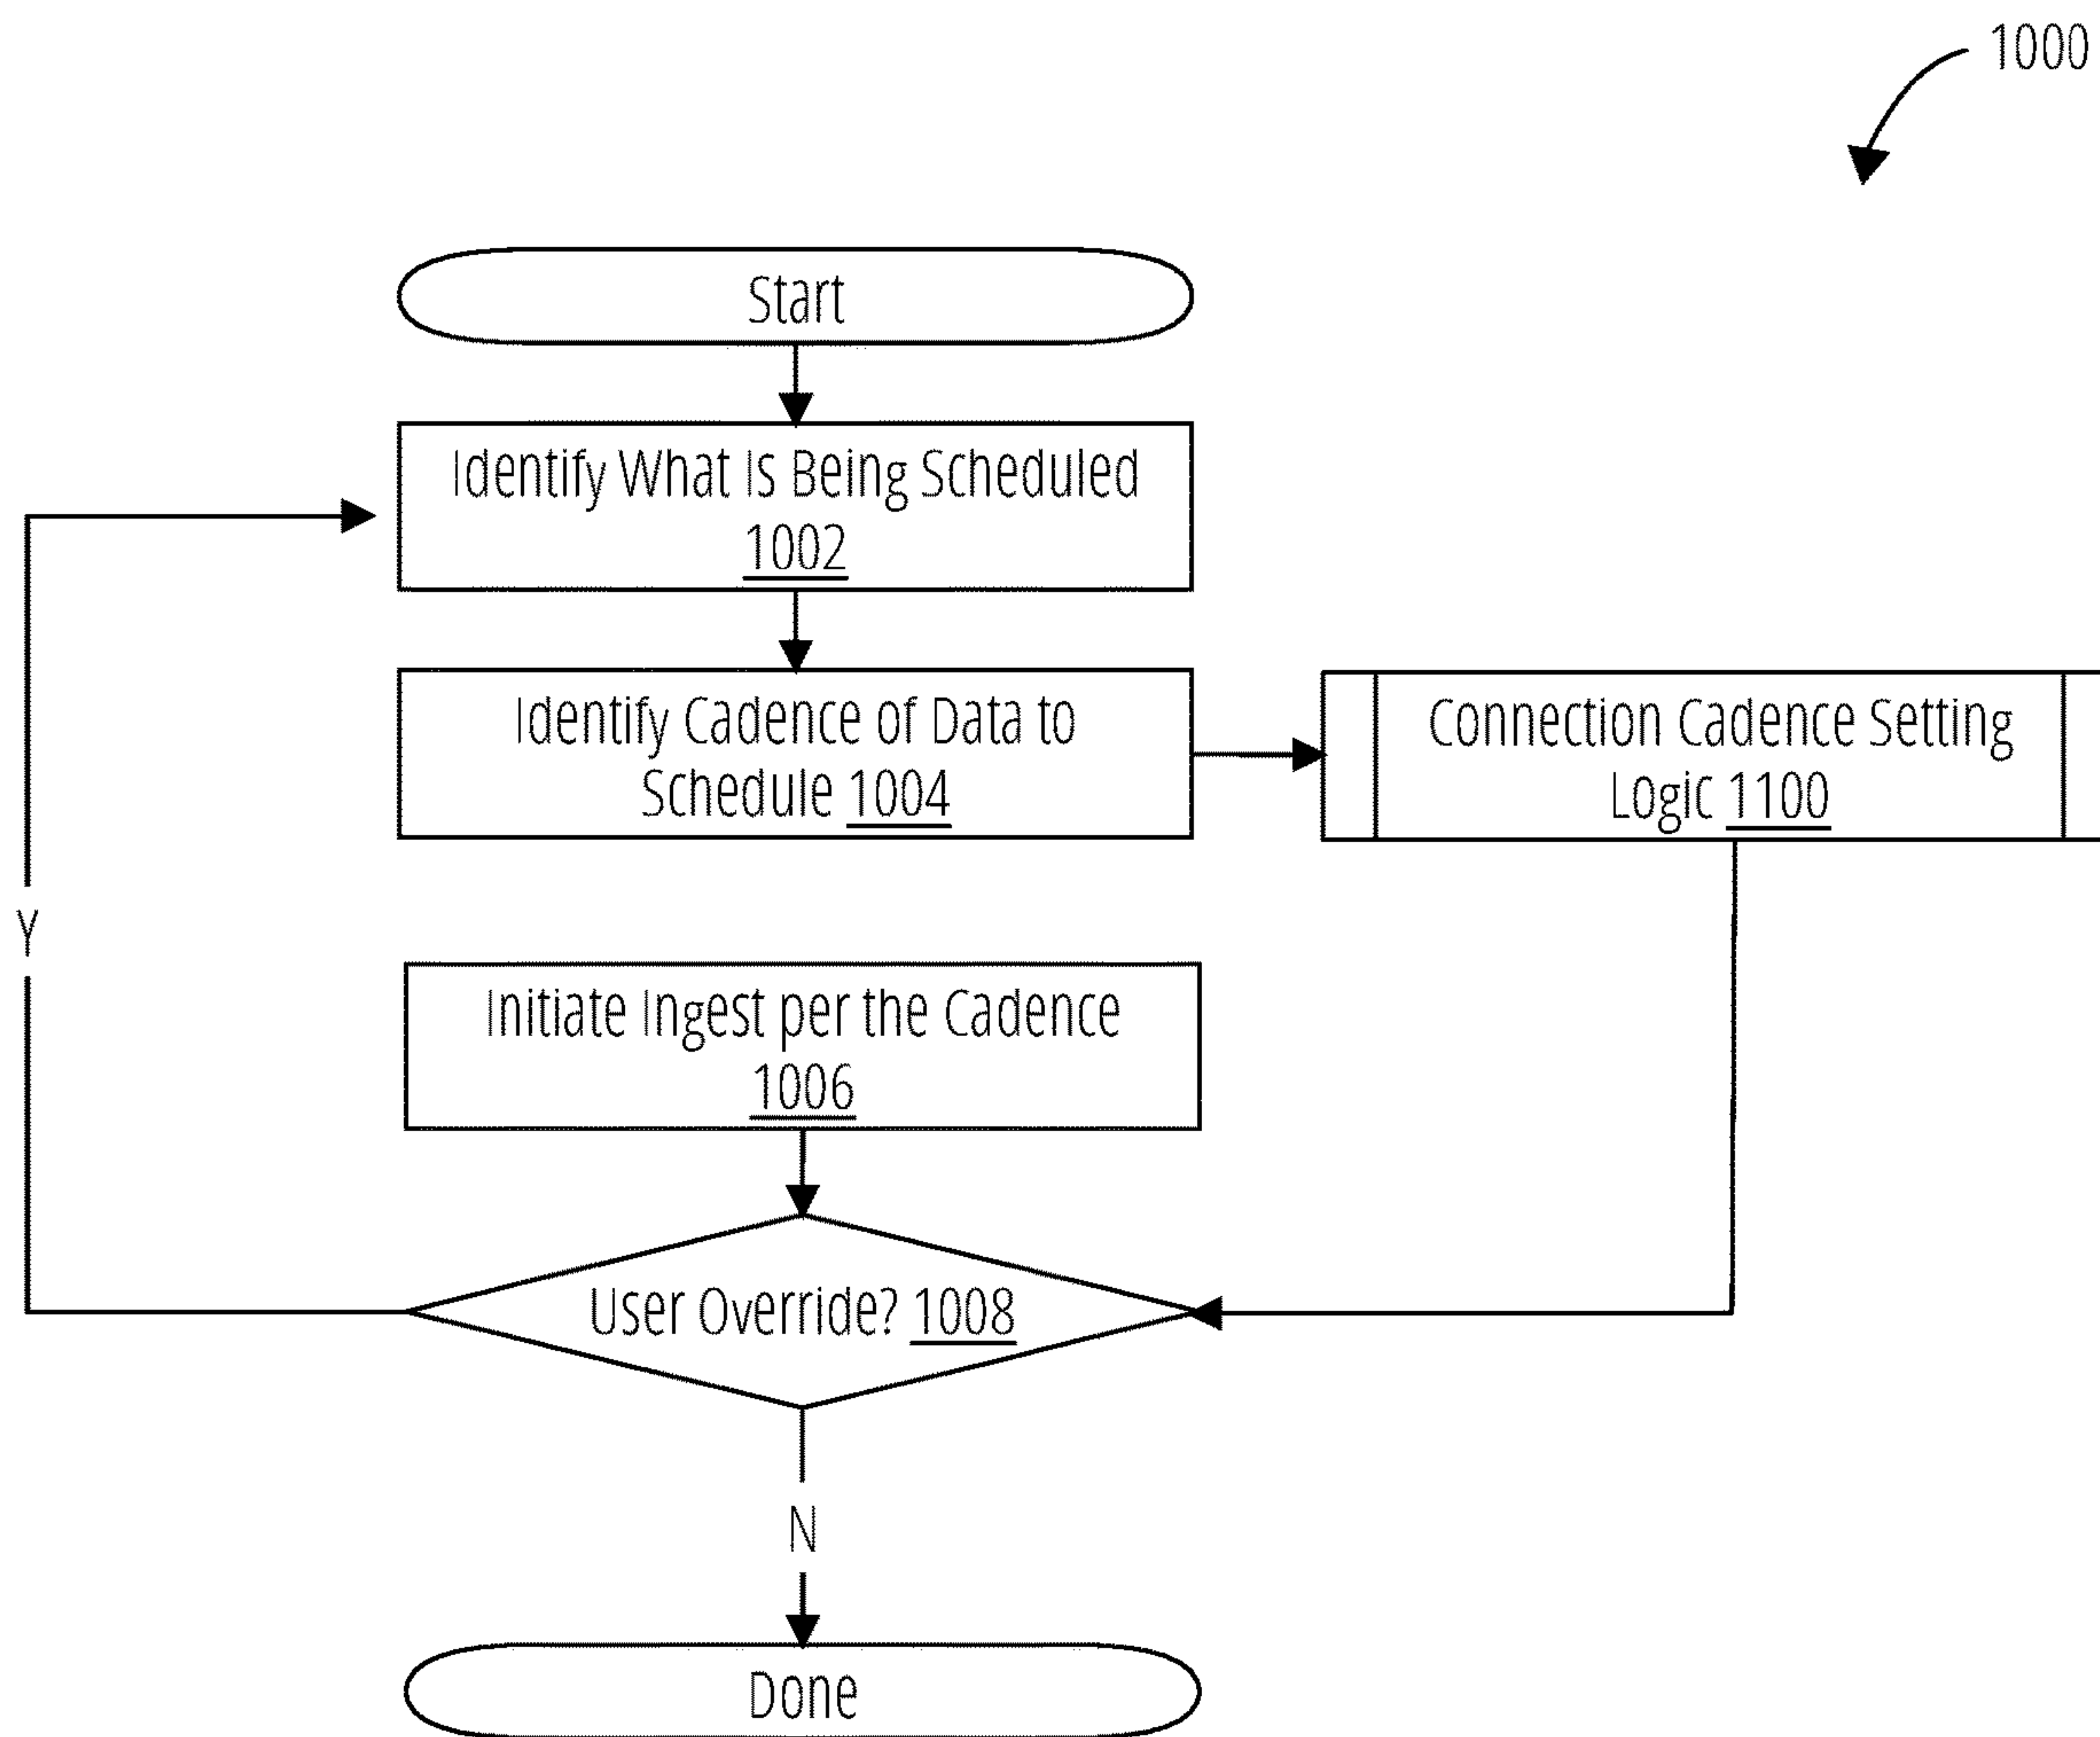 1000
Start
Identify What Is Being Scheduled
1002
Identify Cadence of Data to
Schedule 1004
Connection Cadence Setting
Logic 1100
Y
Initiate Ingest per the Cadence
1006
User Override? 1008
N
Done